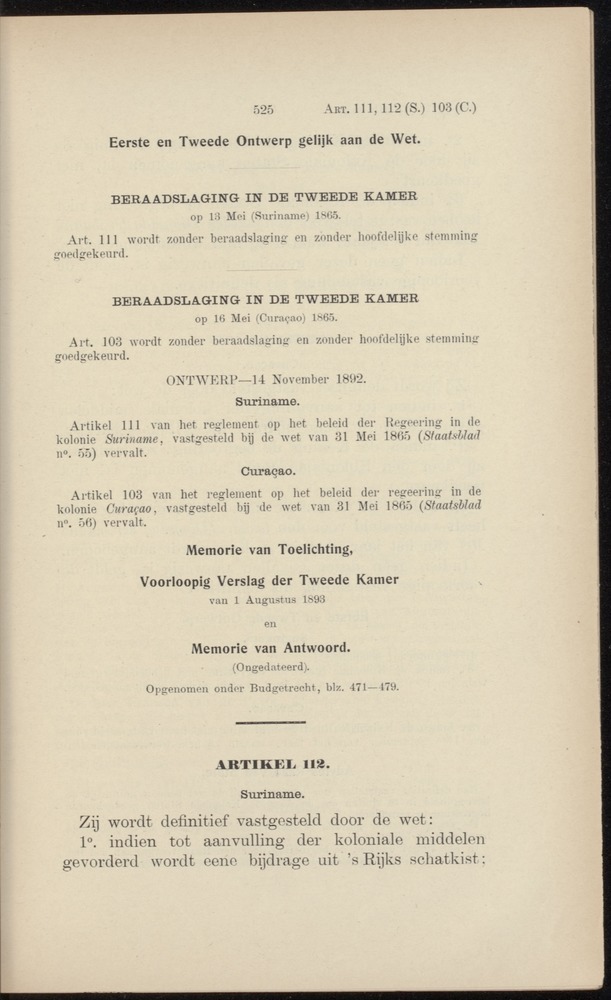 525 ART. 111, 112 (S.) 103 (C.)
Eerste en Tweede Ontwerp gelijk aan de Wet.
BERAADSLAGING IN DE TWEEDE KAMER
op 13 Mei (Suriname) 1865.
Art. 111 wordt zonder beraadslaging en zonder hoofdelijke stemming
goedgekeurd.
BERAADSLAGING IN DE TWEEDE KAMER
op 16 Mei (Curaçao) 1865.
Art. 103 wordt zonder beraadslaging en zonder hoofdelijke stemming
goedgekeurd.
ONTWERP—14 November 1892.
Suriname.
Artikel 111 van het reglement op het beleid der Regeering in de
kolonie Suriname, vastgesteld bij de wet van 31 Mei 1865 (Staatsblad
nº. 55) vervalt.
Curaçao.
Artikel 103 van het reglement op het beleid der regeering in de
kolonie Curaçao, vastgesteld bij de wet van 31 Mei 1865 (Staatsblad
nº. 56) vervalt.
Memorie van Toelichting,
Voorloopig Verslag der Tweede Kamer
van 1 Augustus 1893
en
Memorie van Antwoord.
(Ongedateerd).
Opgenomen onder Budgetrecht, blz. 471—479.
ARTIKEL 112.
Suriname.
Zij wordt definitief vastgesteld door de wet:
1º. indien tot aanvulling der koloniale middelen
gevorderd wordt eene bijdrage uit 's Rijks schatkist;